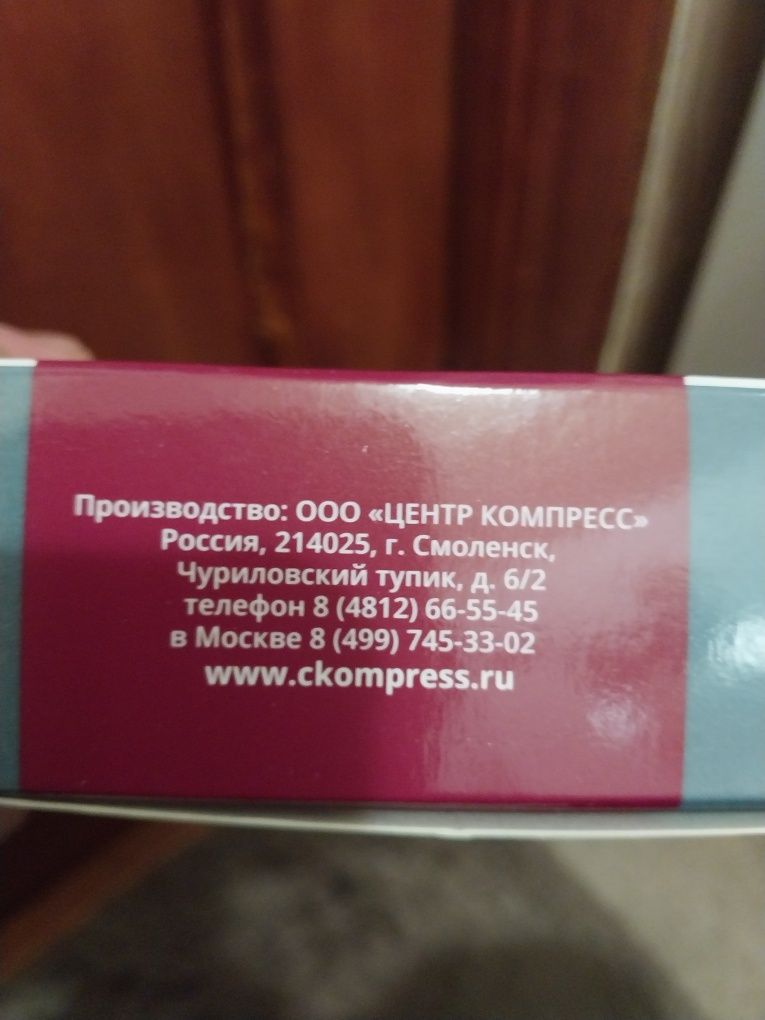 Производство: ООО «ЦЕНТР КОМПРЕСС»
Россия, 214025, г. Смоленск,
Чуриловский тупик, д. 6/2
телефон 8 (4812) 66-55-45
в Москве 8 (499) 745-33-02
www.ckompress.ru